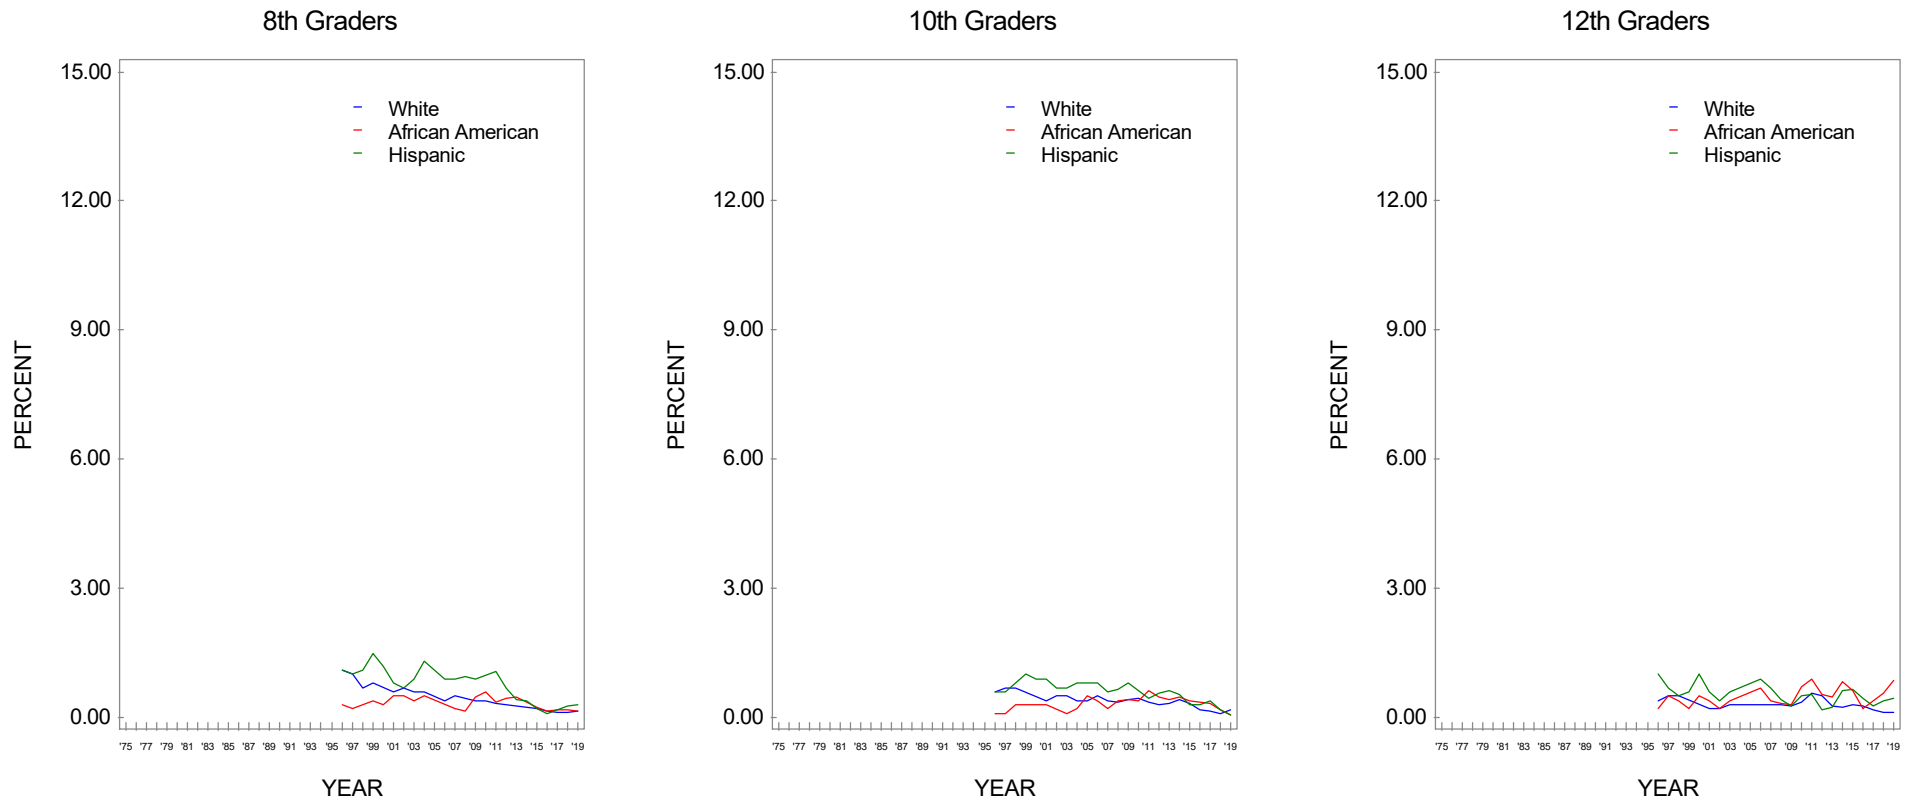 8th Graders
15.00
12.00
9.00
6.00
3.00
0.00
PERCENT
White
African American
Hispanic
'75 '77 '79 '81 '83 '85 '87 '89 '91 '93 '95 '97 '99 '01 '03 '05 '07 '09 '11 '13 '15 '17 '19
YEAR
10th Graders
15.00
12.00
9.00
6.00
3.00
0.00
PERCENT
White
African American
Hispanic
'75 '77 '79 '81 '83 '85 '87 '89 '91 '93 '95 '97 '99 '01 '03 '05 '07 '09 '11 '13 '15 '17 '19
YEAR
12th Graders
15.00
12.00
9.00
6.00
3.00
0.00
PERCENT
White
African American
Hispanic
'75 '77 '79 '81 '83 '85 '87 '89 '91 '93 '95 '97 '99 '01 '03 '05 '07 '09 '11 '13 '15 '17 '19
YEAR